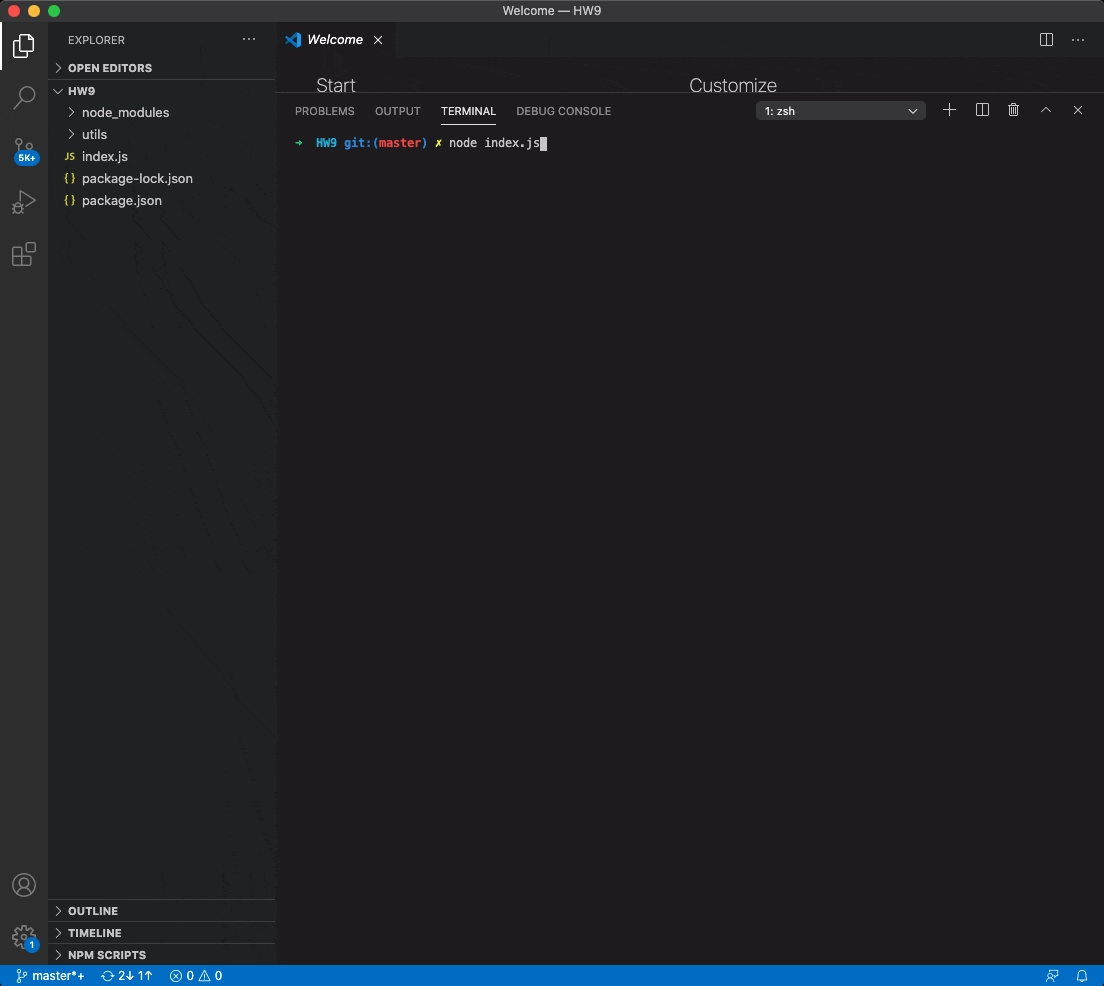 Welcome — HW9
EXPLORER
Welcome
OPEN EDITORS
HW9
node_modules
utils
JS index.js
{} package-lock.json
{} package.json
5K+
Start
Customize
PROBLEMS OUTPUT TERMINAL DEBUG CONSOLE
1: zsh
➜ HW9 git:(master) ✗ node index.js
OUTLINE
TIMELINE
NPM SCRIPTS
1
master*+ 2↓ 1↑ 0 0